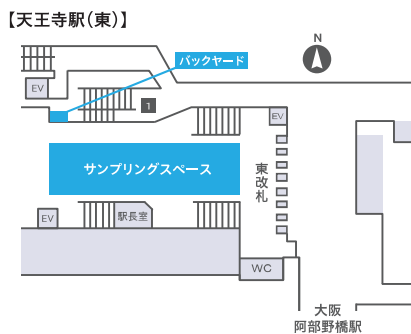 【天王寺駅（東）】
バックヤード
N
EV
1
EV
サンプリングスペース
東改札
EV
駅長室
WC
大阪
阿部野橋駅